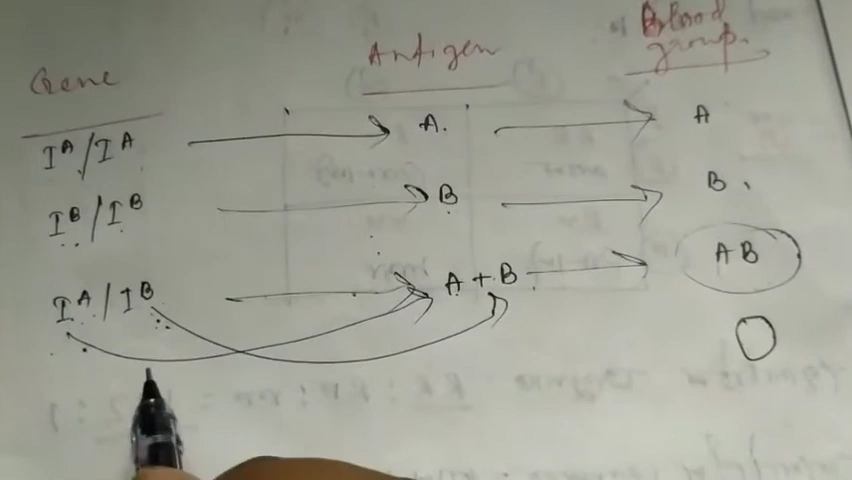 Gene Antigen Blood group.
I^A/I^A → A. → A
I^B/I^B → B → B
I^A/I^B → A + B → AB
O